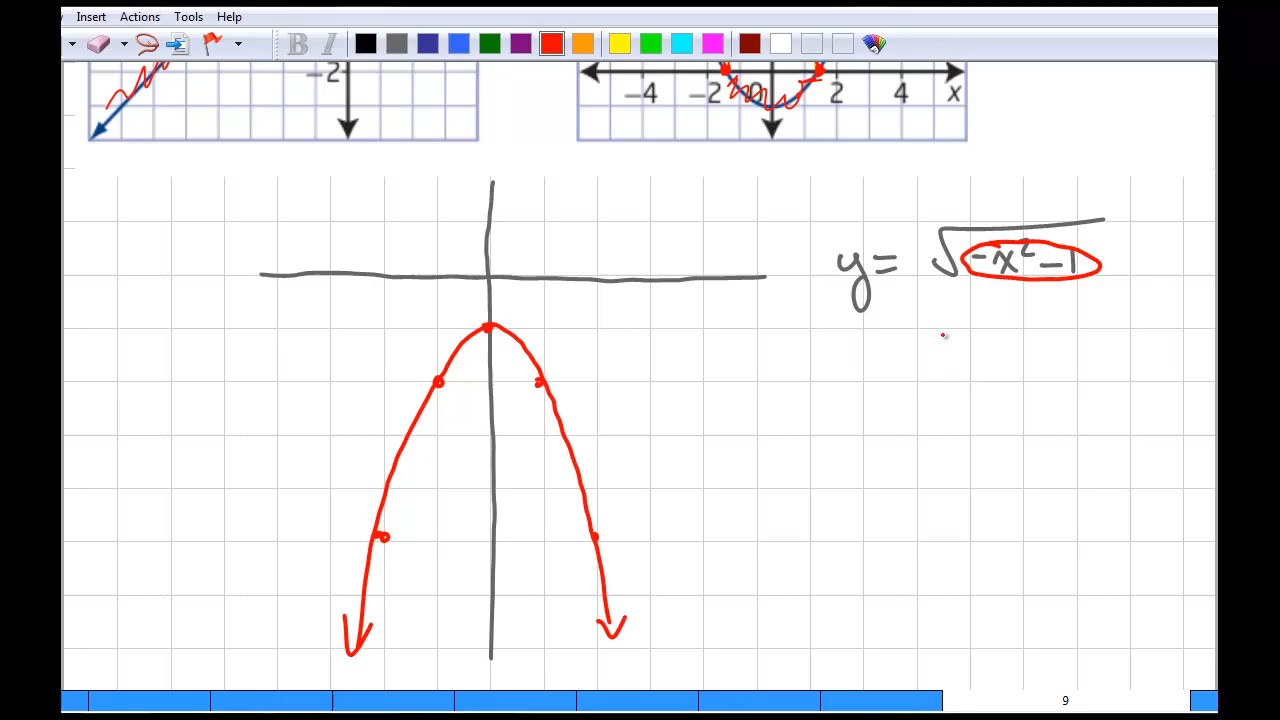 Insert Actions Tools Help
B I
-2
-4 -2 0 2 4 x
y = √-x² - 1
9